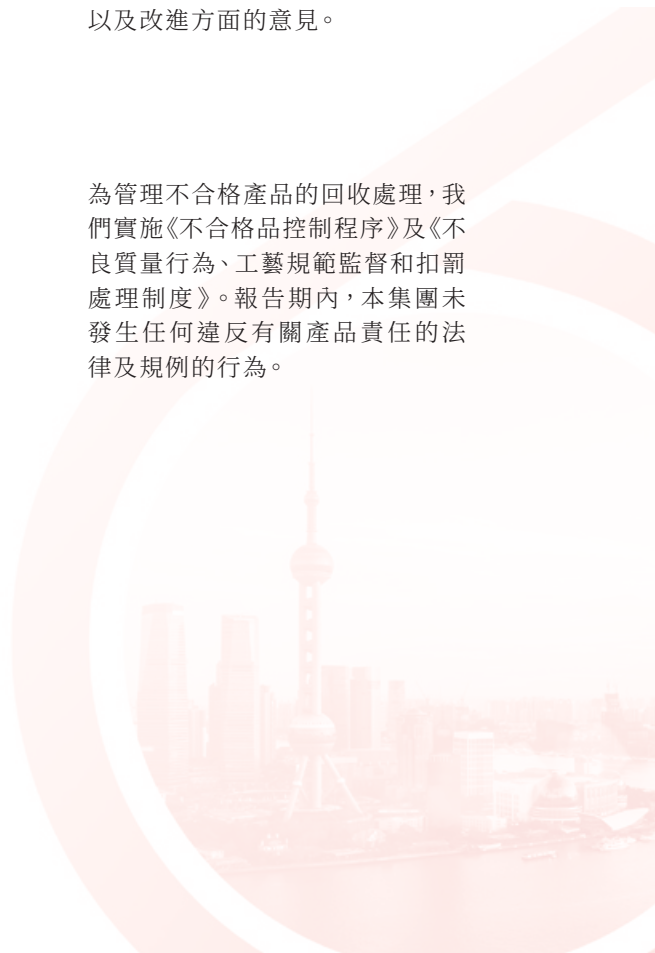 以及改進方面的意見。
為管理不合格產品的回收處理，我
們實施《不合格品控制程序》及《不
良質量行為、工藝規範監督和扣罰
處理制度》。報告期內，本集團未
發生任何違反有關產品責任的法
律及規例的行為。